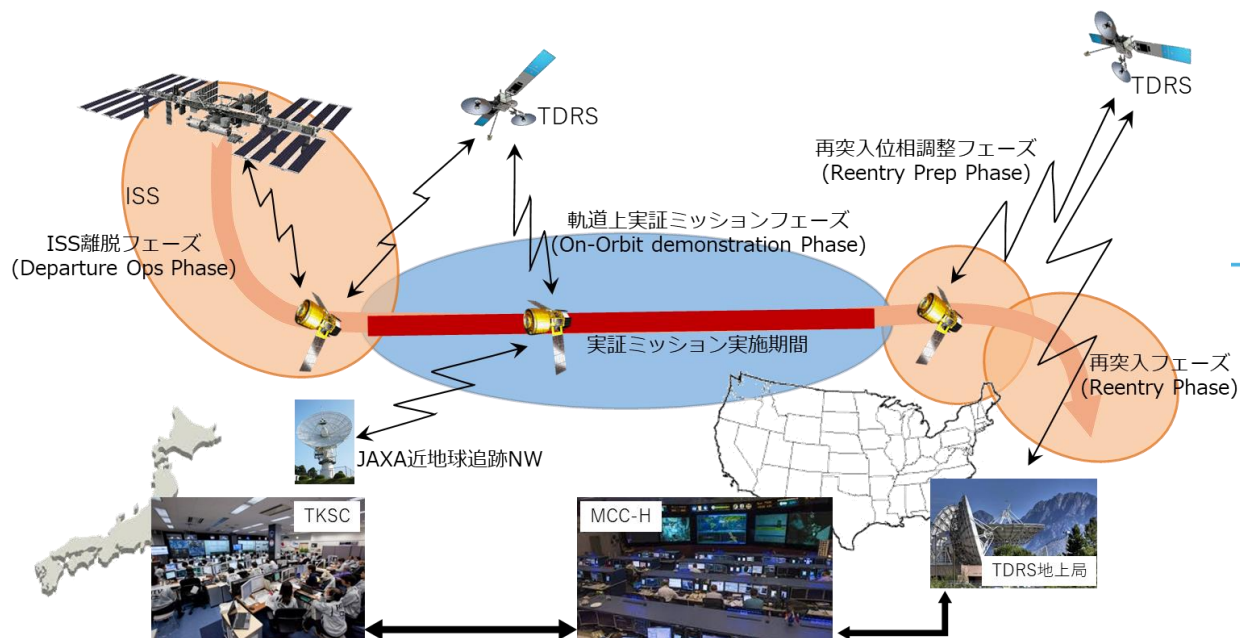 TDRS
TDRS
ISS
ISS離脱フェーズ
(Departure Ops Phase)
軌道上実証ミッションフェーズ
(On-Orbit demonstration Phase)
再突入位相調整フェーズ
(Reentry Prep Phase)
実証ミッション実施期間
再突入フェーズ
(Reentry Phase)
JAXA近地球追跡NW
TKSC
MCC-H
TDRS地上局